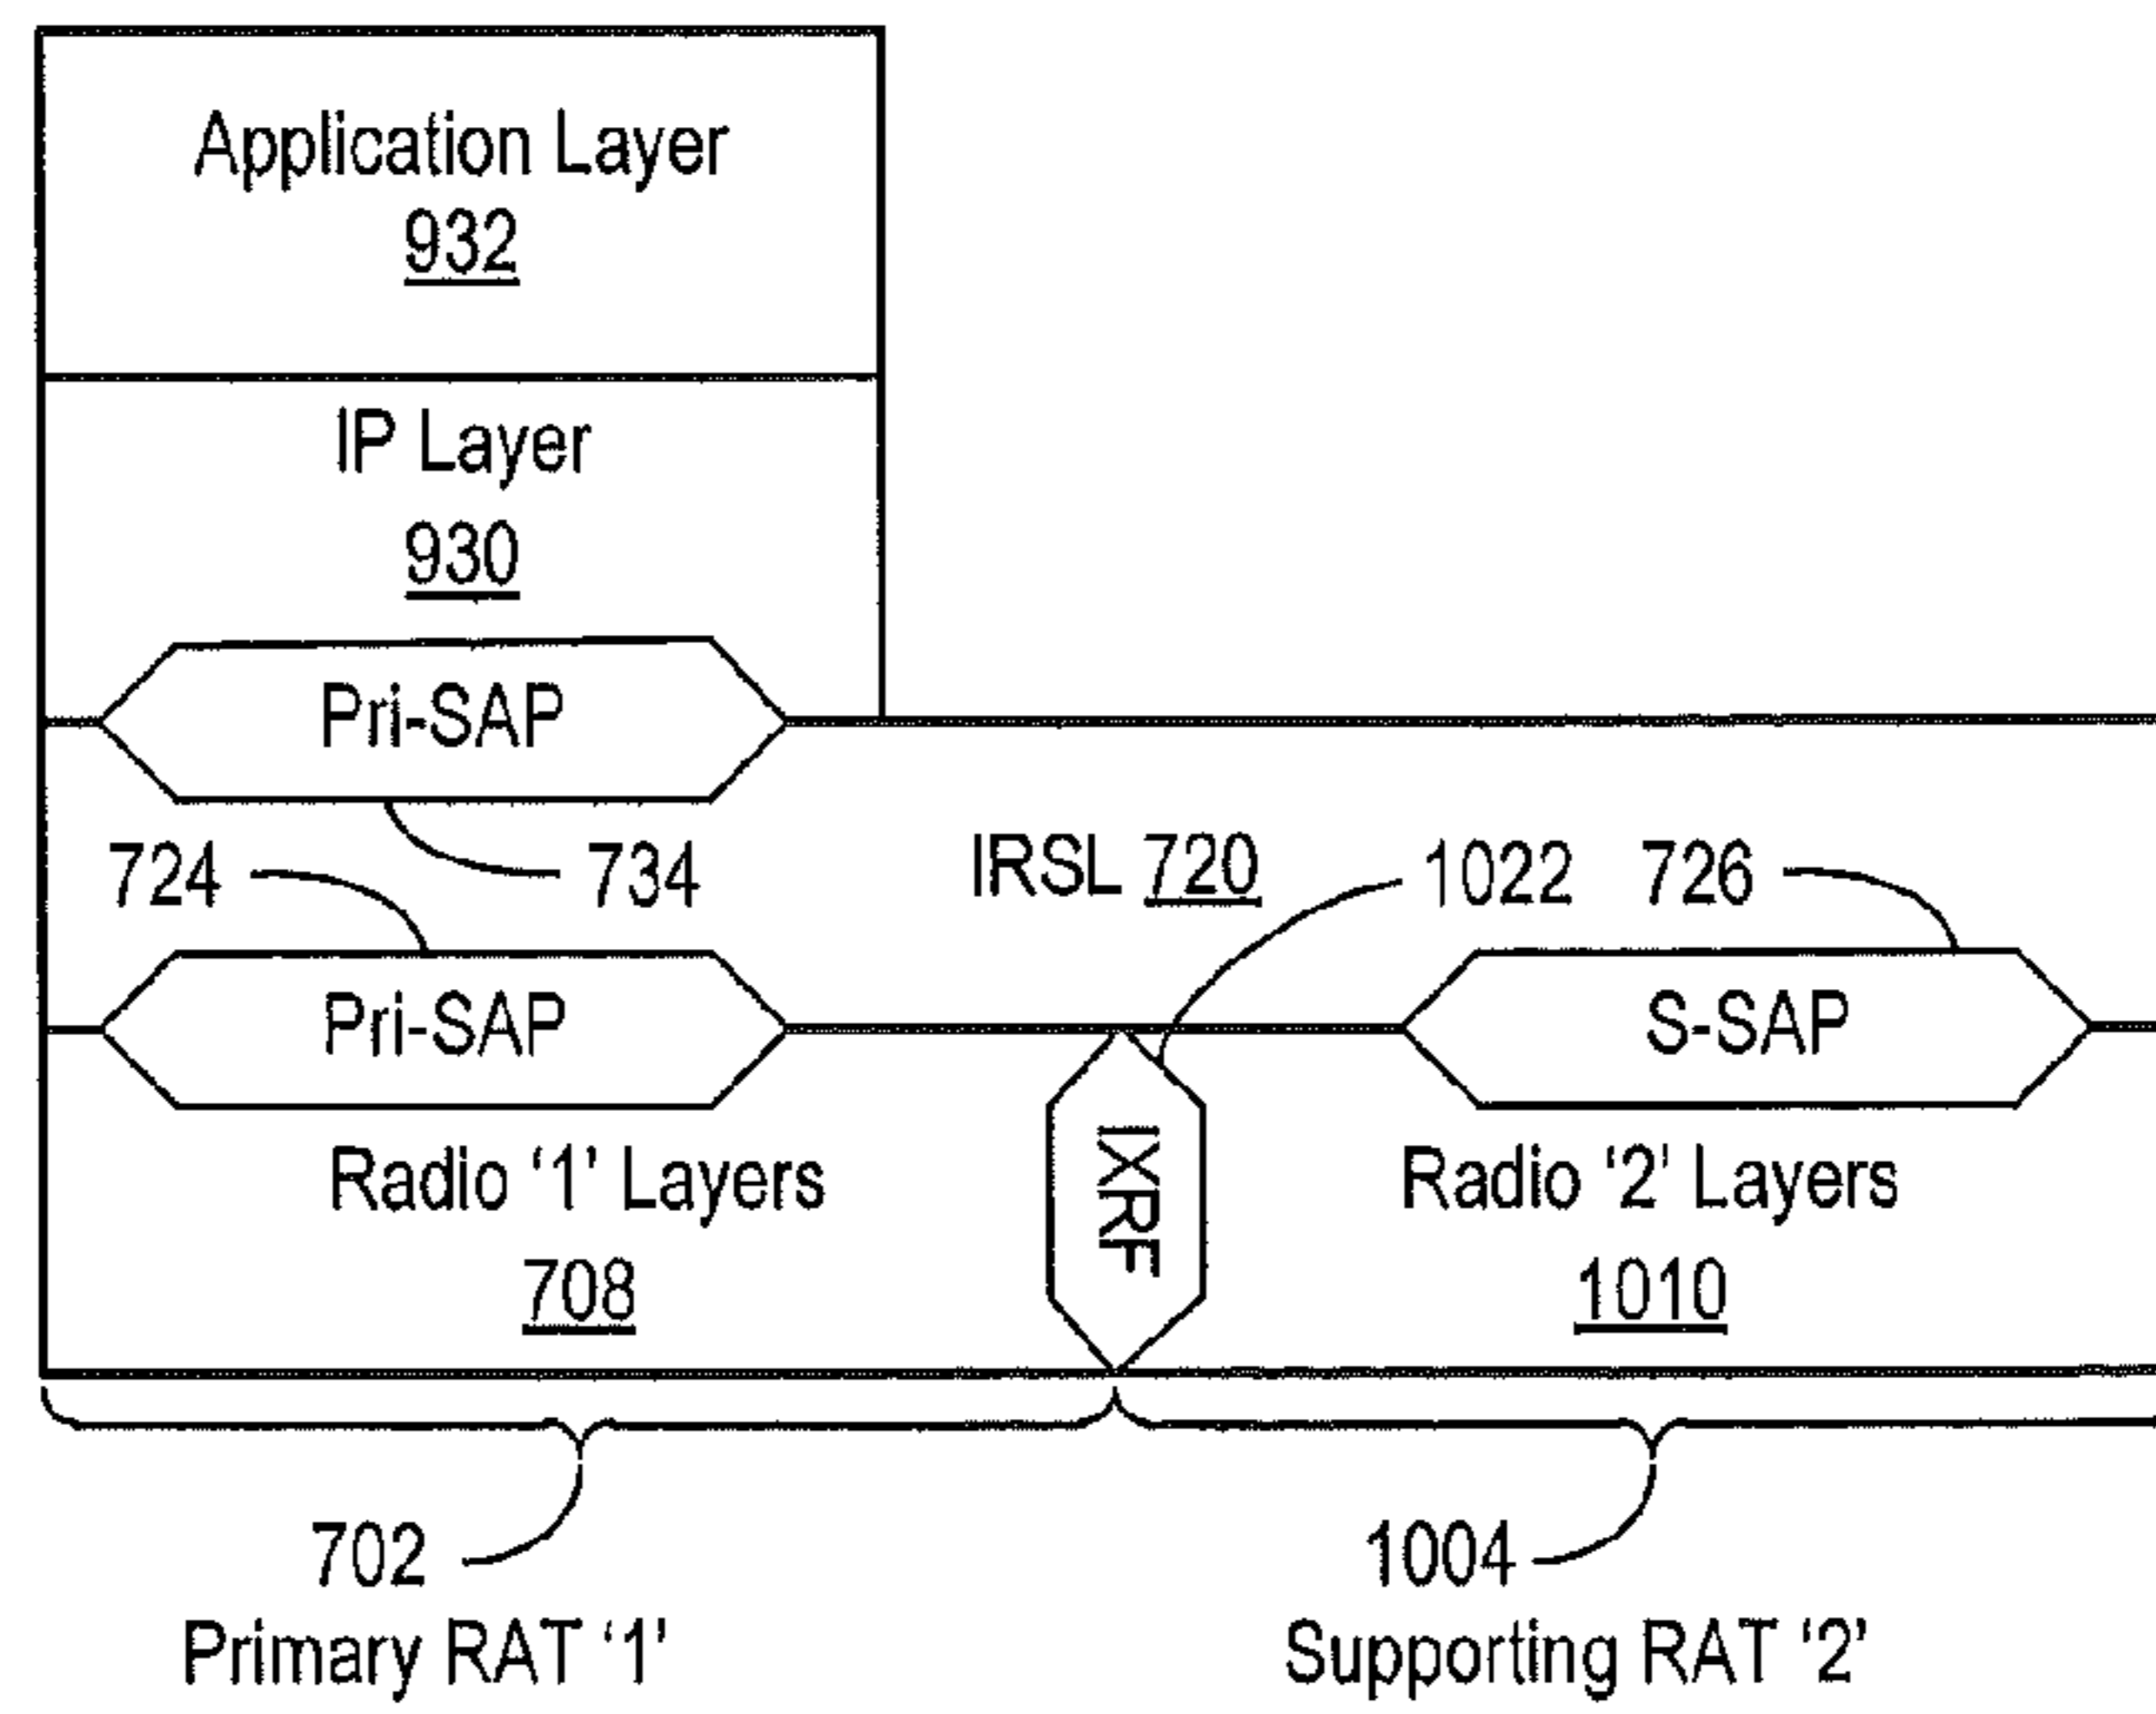 Application Layer
932
IP Layer
930
Pri-SAP
724 734 IRSL 720 1022 726
Pri-SAP S-SAP
IXRF
Radio ‘1’ Layers Radio ‘2’ Layers
708 1010
702 1004
Primary RAT ‘1’ Supporting RAT ‘2’